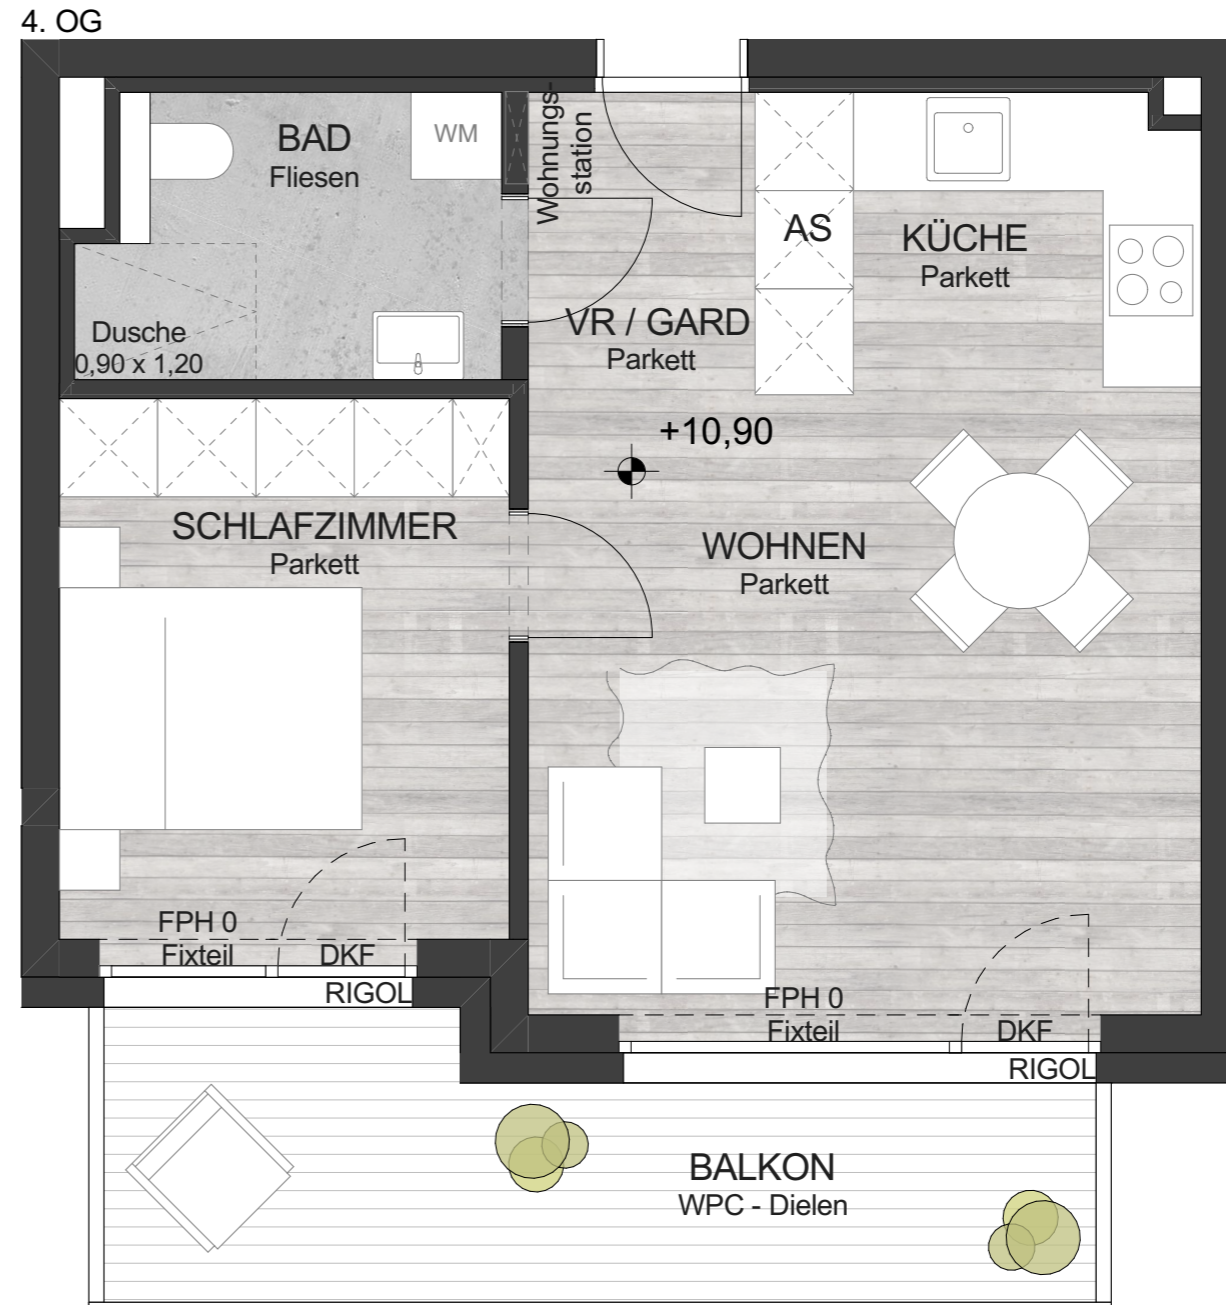 4. OG
BAD
Fliesen
WM
Wohnungs-
station
AS
KÜCHE
Parkett
VR / GARD
Parkett
Dusche
0,90 x 1,20
+10,90
SCHLAFZIMMER
Parkett
WOHNEN
Parkett
FPH 0
Fixteil
DKF
RIGOL
FPH 0
Fixteil
DKF
RIGOL
BALKON
WPC - Dielen